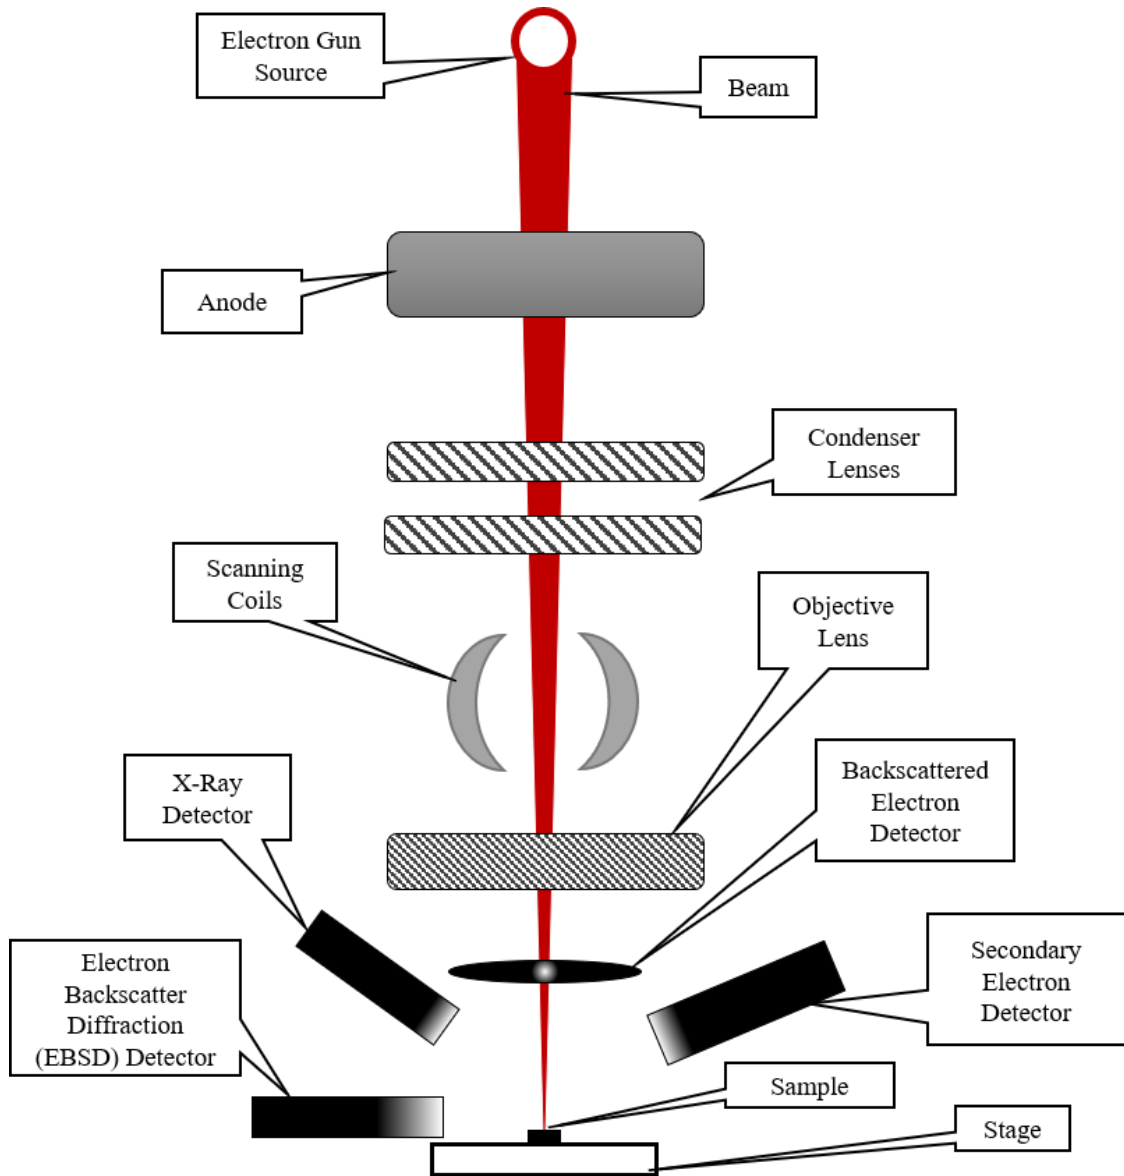 Electron Gun
Source
Beam
Anode
Condenser
Lenses
Scanning
Coils
Objective
Lens
X-Ray
Detector
Backscattered
Electron
Detector
Electron
Backscatter
Diffraction
(EBSD) Detector
Secondary
Electron
Detector
Sample
Stage